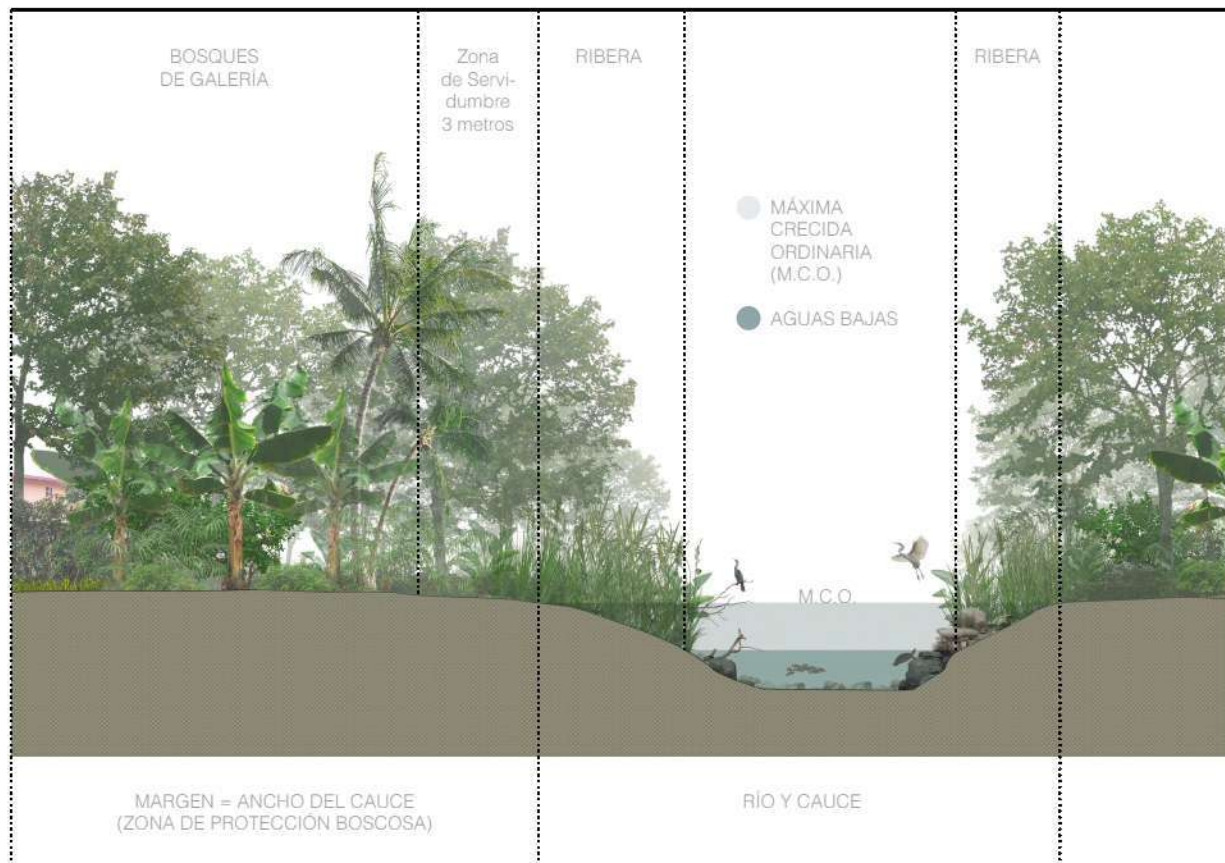 BOSQUES
DE GALERÍA
Zona
de Servi-
dumbre
3 metros
RIBERA
RIBERA
MÁXIMA
CRECIDA
ORDINARIA
(M.C.O.)
AGUAS BAJAS
M.C.O.
MARGEN = ANCHO DEL CAUCE
(ZONA DE PROTECCIÓN BOSCOSA)
RÍO Y CAUCE